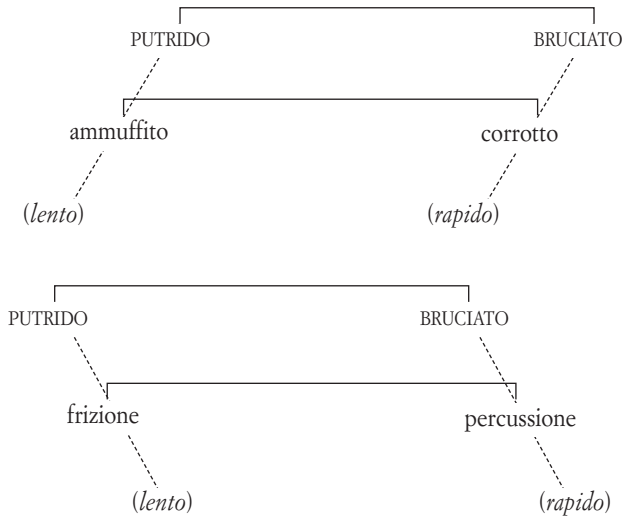 PUTRIDO BRUCIATO
ammuffito corrotto
(lento) (rapido)
PUTRIDO BRUCIATO
frizione percussione
(lento) (rapido)